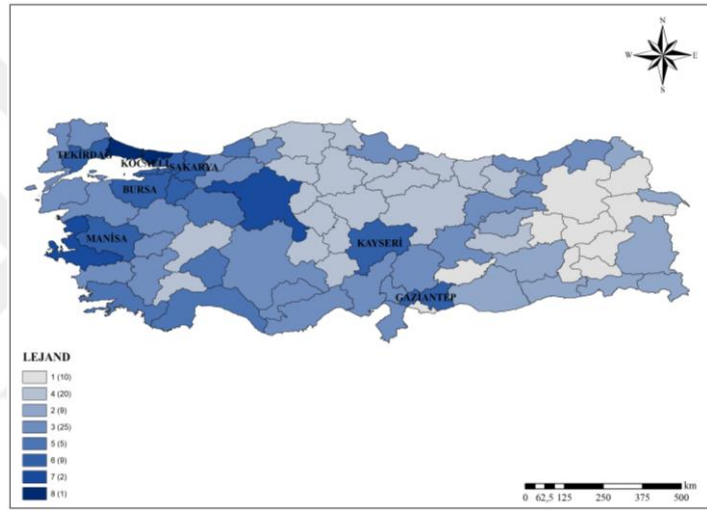 N
W E
S
TEKİRDAĞ
KOCAELİ
SAKARYA
BURSA
MANİSA
KAYSERİ
GAZİANTEP
LEJAND
1 (10)
4 (20)
2 (9)
3 (25)
5 (5)
6 (9)
7 (2)
8 (1)
km
0 62,5 125 250 375 500